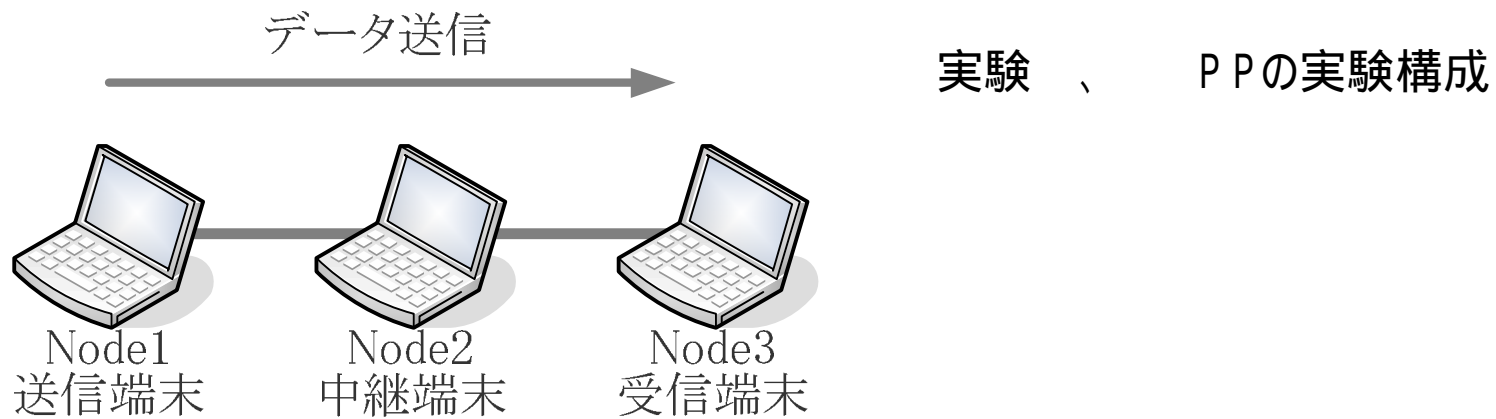 データ送信
実験 、 PPの実験構成
Node1
送信端末
Node2
中継端末
Node3
受信端末